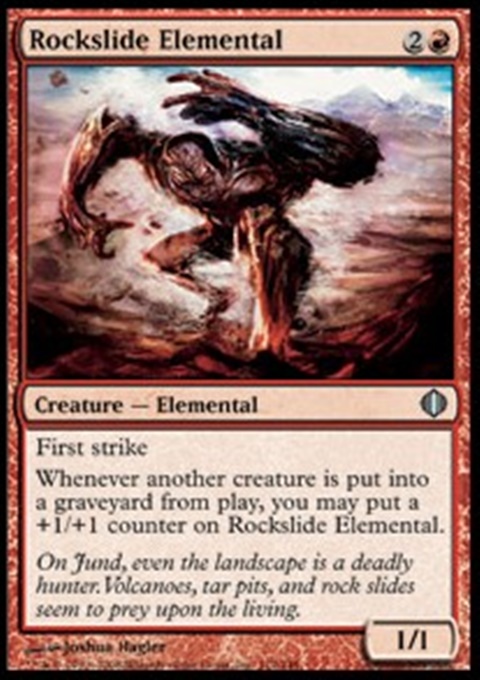 Rockslide Elemental 2
Creature — Elemental
First strike
Whenever another creature is put into
a graveyard from play, you may put a
+1/+1 counter on Rockslide Elemental.
On Jund, even the landscape is a deadly
hunter. Volcanoes, tar pits, and rock slides
seem to prey upon the living.
Joshua Hagler
1/1